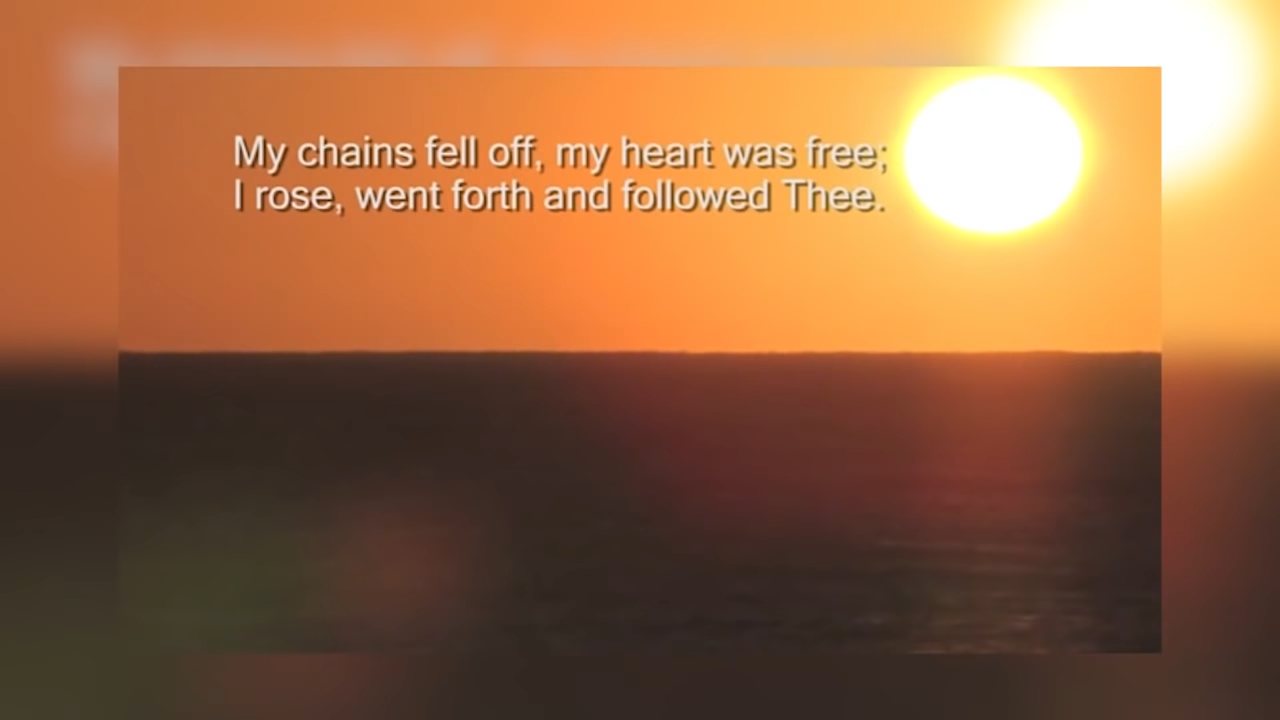 My chains fell off, my heart was free;
I rose, went forth and followed Thee.